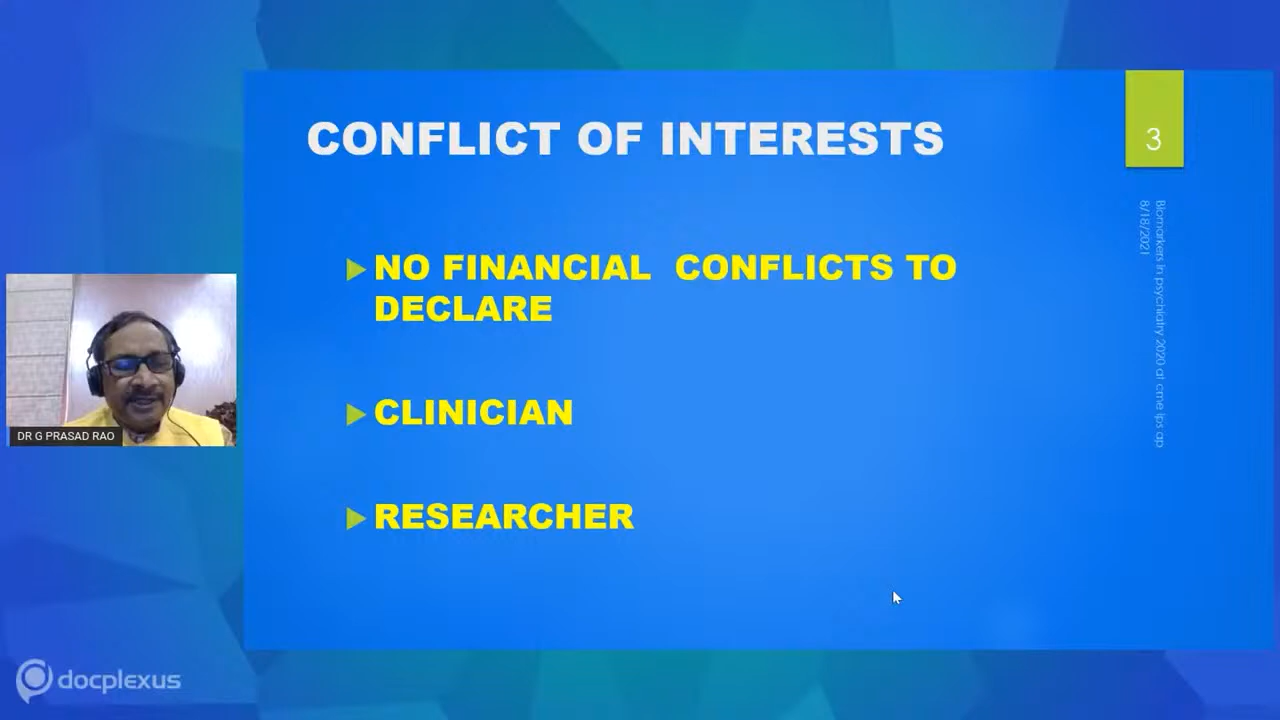 CONFLICT OF INTERESTS
3
NO FINANCIAL CONFLICTS TO
DECLARE
CLINICIAN
RESEARCHER
Biomarkers in psychiatry 2020 at cme ips ap
8/18/2021
DR G PRASAD RAO
docplexus